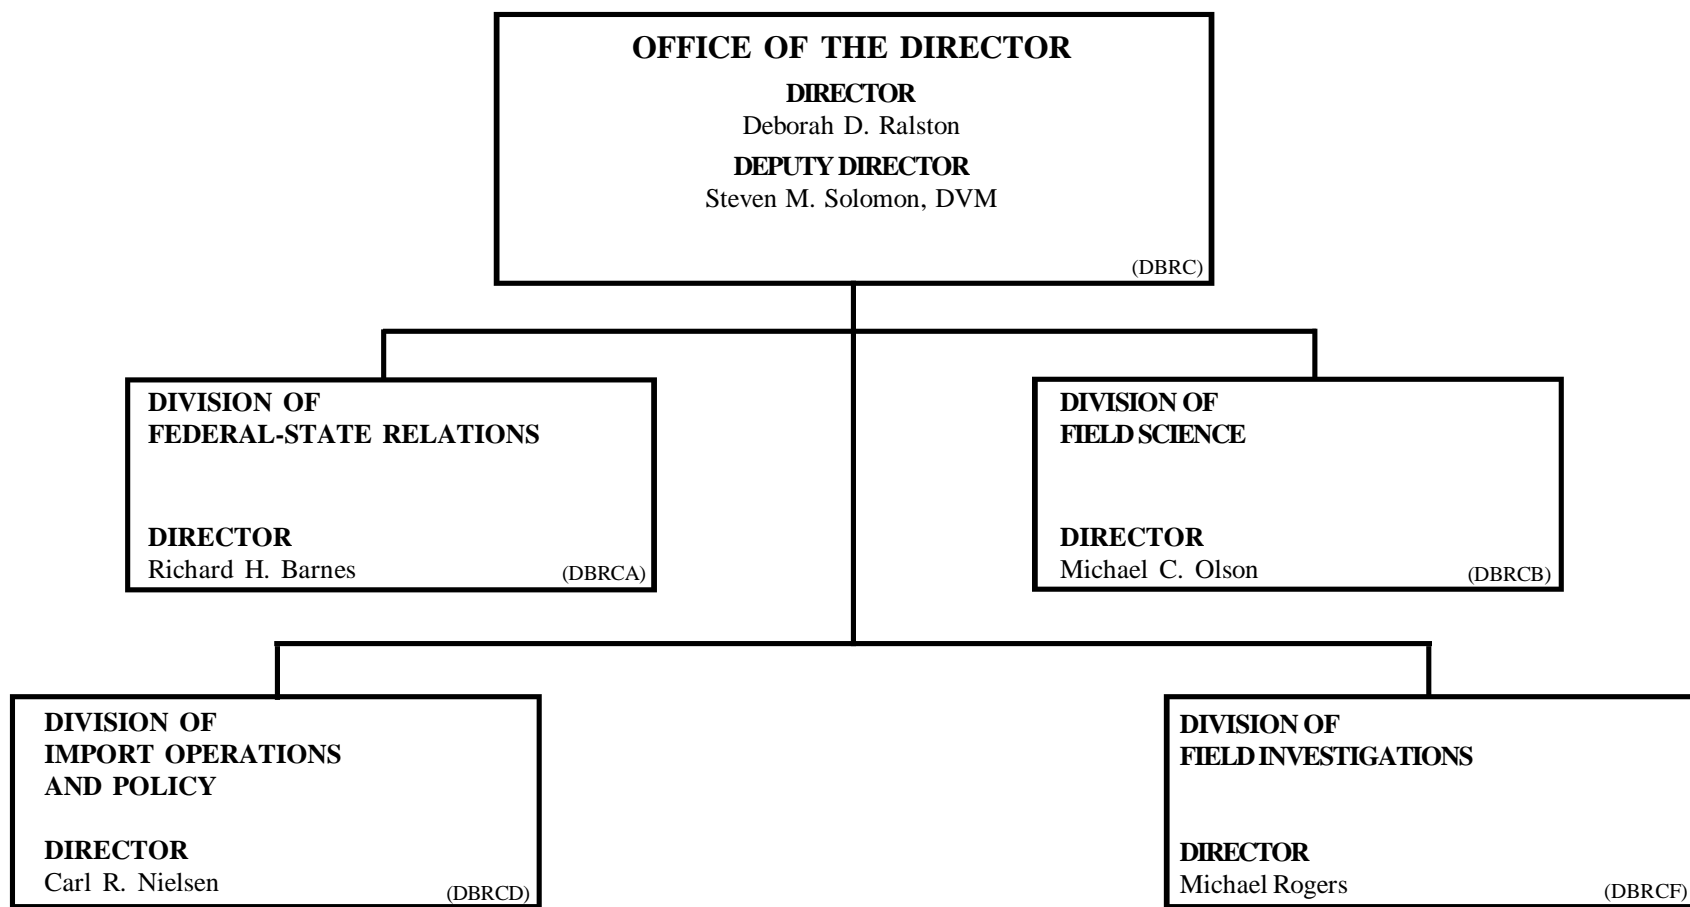 OFFICE OF THE DIRECTOR
DIRECTOR
Deborah D. Ralston
DEPUTY DIRECTOR
Steven M. Solomon, DVM
(DBRC)
DIVISION OF
FEDERAL-STATE RELATIONS
DIRECTOR
Richard H. Barnes
(DBRCA)
DIVISION OF
FIELD SCIENCE
DIRECTOR
Michael C. Olson
(DBRCB)
DIVISION OF
IMPORT OPERATIONS
AND POLICY
DIRECTOR
Carl R. Nielsen
(DBRCD)
DIVISION OF
FIELD INVESTIGATIONS
DIRECTOR
Michael Rogers
(DBRCF)